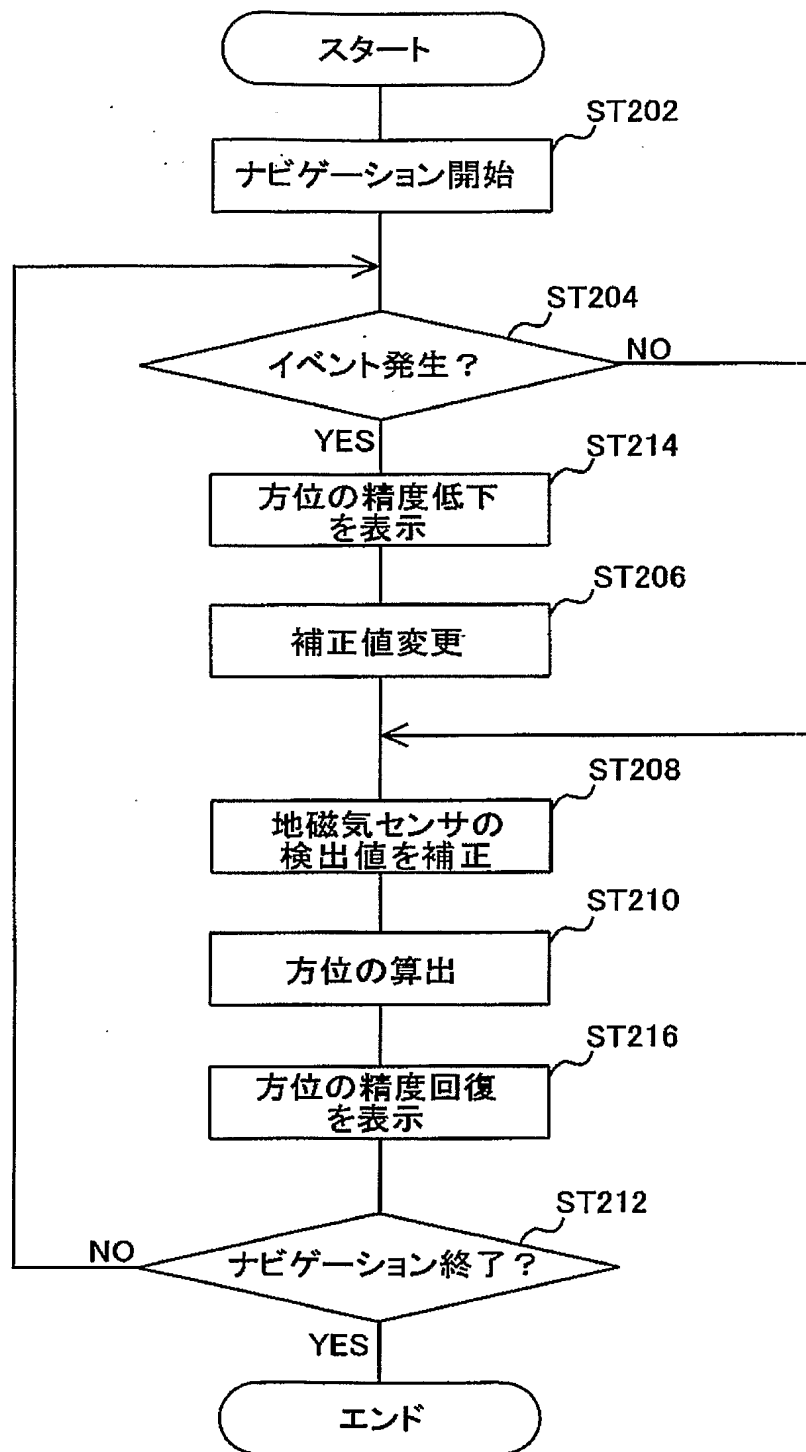 スタート
ST202
ナビゲーション開始
ST204
イベント発生？
NO
YES
ST214
方位の精度低下
を表示
ST206
補正値変更
ST208
地磁気センサの
検出値を補正
ST210
方位の算出
ST216
方位の精度回復
を表示
ST212
NO
ナビゲーション終了？
YES
エンド